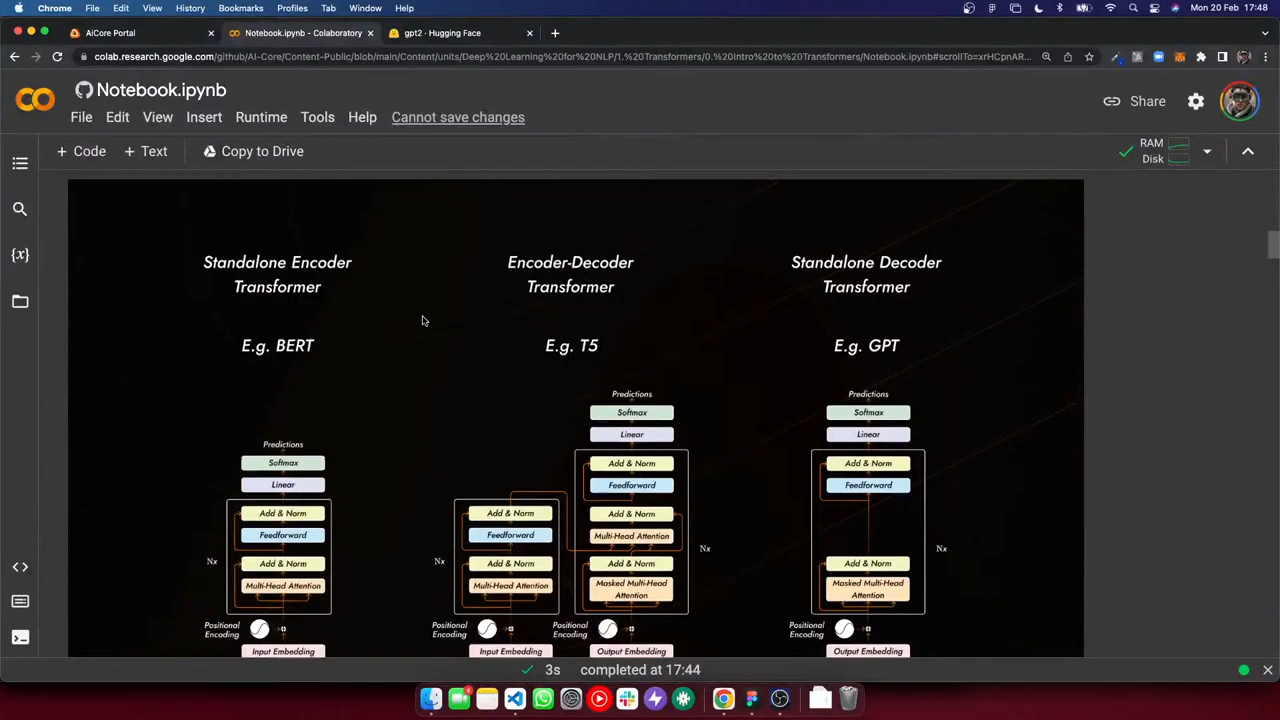 Chrome File Edit View History Bookmarks Profiles Tab Window Help Mon 20 Feb 17:48
AiCore Portal
Notebook.ipynb - Colaboratory
gpt2 · Hugging Face
colab.research.google.com/github/AI-Core/Content-Public/blob/main/Content/units/Deep%20Learning%20for%20NLP/1.%20Transformers/0.%20Intro%20to%20Transformers/Notebook.ipynb#scrollTo=xrHCpnAR...
Notebook.ipynb
Share
File Edit View Insert Runtime Tools Help Cannot save changes
+ Code + Text Copy to Drive
RAM
Disk
Standalone Encoder
Transformer
E.g. BERT
Predictions
Softmax
Linear
Add & Norm
Feedforward
Nx
Add & Norm
Multi-Head Attention
Positional
Encoding
Input Embedding
Encoder-Decoder
Transformer
E.g. T5
Predictions
Softmax
Linear
Add & Norm
Feedforward
Add & Norm
Multi-Head Attention
Nx
Add & Norm
Masked Multi-Head
Attention
Add & Norm
Feedforward
Nx
Add & Norm
Multi-Head Attention
Positional
Encoding
Positional
Encoding
Input Embedding
Output Embedding
Standalone Decoder
Transformer
E.g. GPT
Predictions
Softmax
Linear
Add & Norm
Feedforward
Nx
Add & Norm
Masked Multi-Head
Attention
Positional
Encoding
Output Embedding
3s completed at 17:44